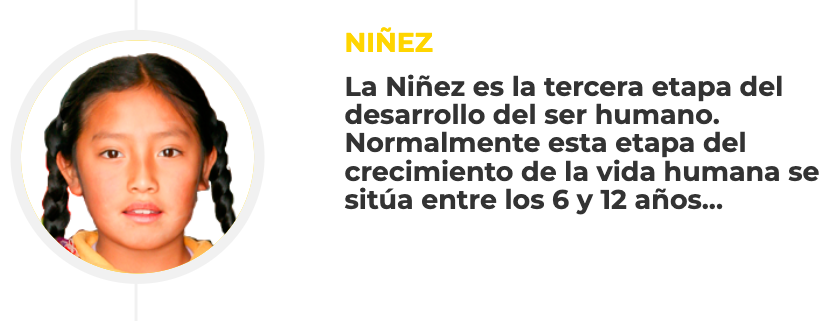 NIÑEZ
La Niñez es la tercera etapa del
desarrollo del ser humano.
Normalmente esta etapa del
crecimiento de la vida humana se
sitúa entre los 6 y 12 años...